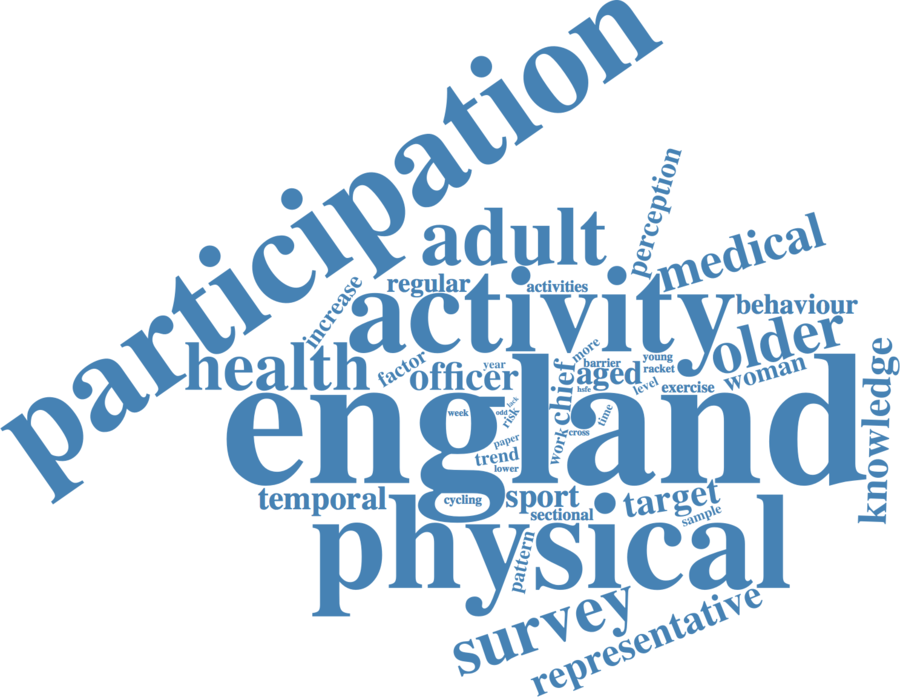 participation
perception
adult
medical
regular
activities
increase
activity
behaviour
older
health
factor
officer
year
chief
more
barrier
young
racket
aged
hsfe
level
exercise
woman
knowledge
england
week
odd
lack
risk
paper
trend
lower
work
cross
time
temporal
cycling
sport
sectional
target
sample
physical
pattern
survey
representative